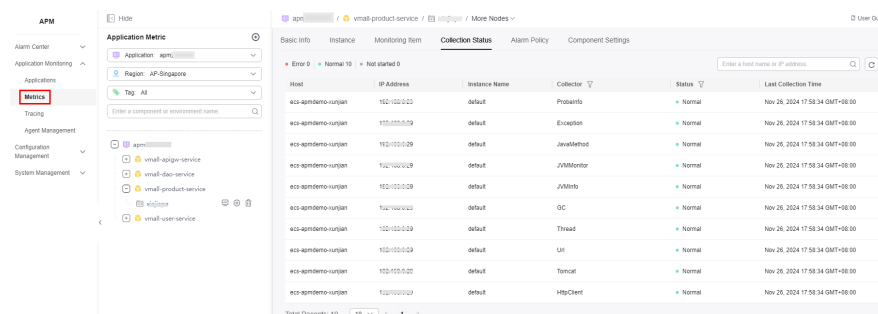 APM
Hide
apm / vmall-product-service / / More Nodes
User Gu
Alarm Center
Application Monitoring
Applications
Metrics
Tracing
Agent Management
Configuration
Management
System Management
Application Metric
Application: apm
Region: AP-Singapore
Tag: All
Enter a component or environment name.
apm
vmall-apigw-service
vmall-dao-service
vmall-product-service
vmall-user-service
Basic Info Instance Monitoring Item Collection Status Alarm Policy Component Settings
Error 0 Normal 10 Not started 0
Enter a host name or IP address.
Host IP Address Instance Name Collector Status Last Collection Time
ecs-apmdemo-xunjian default ProbeInfo Normal Nov 26, 2024 17:58:34 GMT+08:00
ecs-apmdemo-xunjian default Exception Normal Nov 26, 2024 17:58:34 GMT+08:00
ecs-apmdemo-xunjian default JavaMethod Normal Nov 26, 2024 17:58:34 GMT+08:00
ecs-apmdemo-xunjian default JVMMonitor Normal Nov 26, 2024 17:58:34 GMT+08:00
ecs-apmdemo-xunjian default JVMInfo Normal Nov 26, 2024 17:58:34 GMT+08:00
ecs-apmdemo-xunjian default GC Normal Nov 26, 2024 17:58:34 GMT+08:00
ecs-apmdemo-xunjian default Thread Normal Nov 26, 2024 17:58:34 GMT+08:00
ecs-apmdemo-xunjian default Url Normal Nov 26, 2024 17:58:34 GMT+08:00
ecs-apmdemo-xunjian default Tomcat Normal Nov 26, 2024 17:58:34 GMT+08:00
ecs-apmdemo-xunjian default HttpClient Normal Nov 26, 2024 17:58:34 GMT+08:00
Total Records: 10 10 1